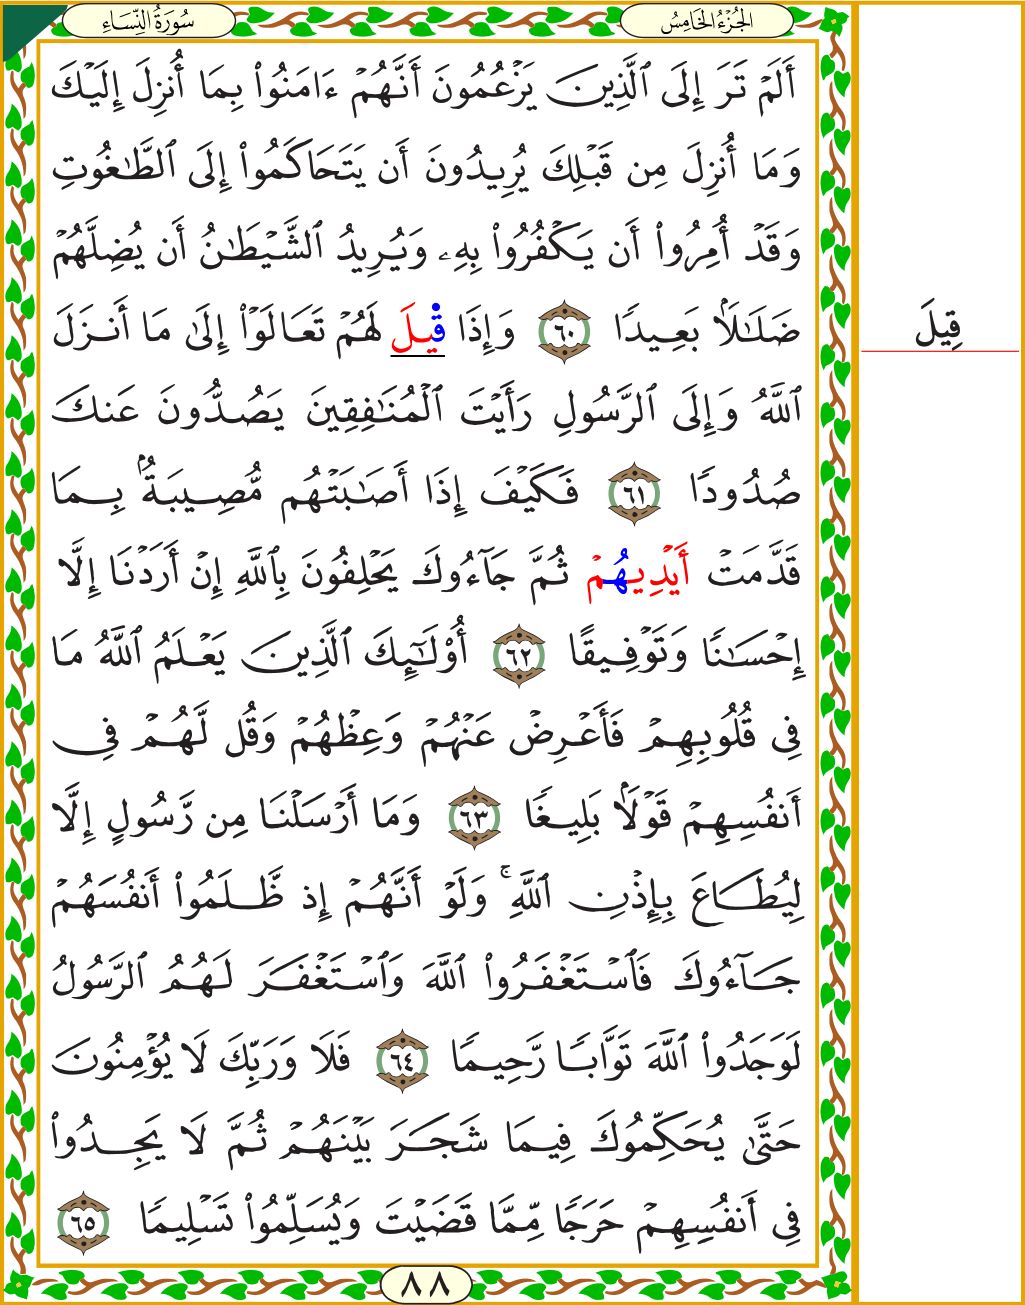 سُورَةُ النِّسَاءِ
الجُزْءُ الخَامِسُ
أَلَمْ تَرَ إِلَى ٱلَّذِينَ يَزْعُمُونَ أَنَّهُمْ ءَامَنُواْ بِمَا أُنزِلَ إِلَيْكَ
وَمَا أُنزِلَ مِن قَبْلِكَ يُرِيدُونَ أَن يَتَحَاكَمُواْ إِلَى ٱلطَّٰغُوتِ
وَقَدْ أُمِرُواْ أَن يَكْفُرُواْ بِهِۦ وَيُرِيدُ ٱلشَّيْطَٰنُ أَن يُضِلَّهُمْ
ضَلَٰلَۢا بَعِيدًا ٦٠ وَإِذَا قِيلَ لَهُمْ تَعَالَوْاْ إِلَىٰ مَا أَنزَلَ
قِيلَ
ٱللَّهُ وَإِلَى ٱلرَّسُولِ رَأَيْتَ ٱلْمُنَٰفِقِينَ يَصُدُّونَ عَنكَ
صُدُودًا ٦١ فَكَيْفَ إِذَا أَصَٰبَتْهُم مُّصِيبَةُۢ بِمَا
قَدَّمَتْ أَيْدِيهُمْ ثُمَّ جَآءُوكَ يَحْلِفُونَ بِٱللَّهِ إِنْ أَرَدْنَا إِلَّا
إِحْسَٰنًا وَتَوْفِيقًا ٦٢ أُوْلَٰٓئِكَ ٱلَّذِينَ يَعْلَمُ ٱللَّهُ مَا
فِى قُلُوبِهِمْ فَأَعْرِضْ عَنْهُمْ وَعِظْهُمْ وَقُل لَّهُمْ فِى
أَنفُسِهِمْ قَوْلَۢا بَلِيغًا ٦٣ وَمَا أَرْسَلْنَا مِن رَّسُولٍ إِلَّا
لِيُطَاعَ بِإِذْنِ ٱللَّهِ ۚ وَلَوْ أَنَّهُمْ إِذ ظَّلَمُواْ أَنفُسَهُمْ
جَآءُوكَ فَٱسْتَغْفَرُواْ ٱللَّهَ وَٱسْتَغْفَرَ لَهُمُ ٱلرَّسُولُ
لَوَجَدُواْ ٱللَّهَ تَوَّابًا رَّحِيمًا ٦٤ فَلَا وَرَبِّكَ لَا يُؤْمِنُونَ
حَتَّىٰ يُحَكِّمُوكَ فِيمَا شَجَرَ بَيْنَهُمْ ثُمَّ لَا يَجِدُواْ
فِى أَنفُسِهِمْ حَرَجًا مِّمَّا قَضَيْتَ وَيُسَلِّمُواْ تَسْلِيمًا ٦٥
٨٨